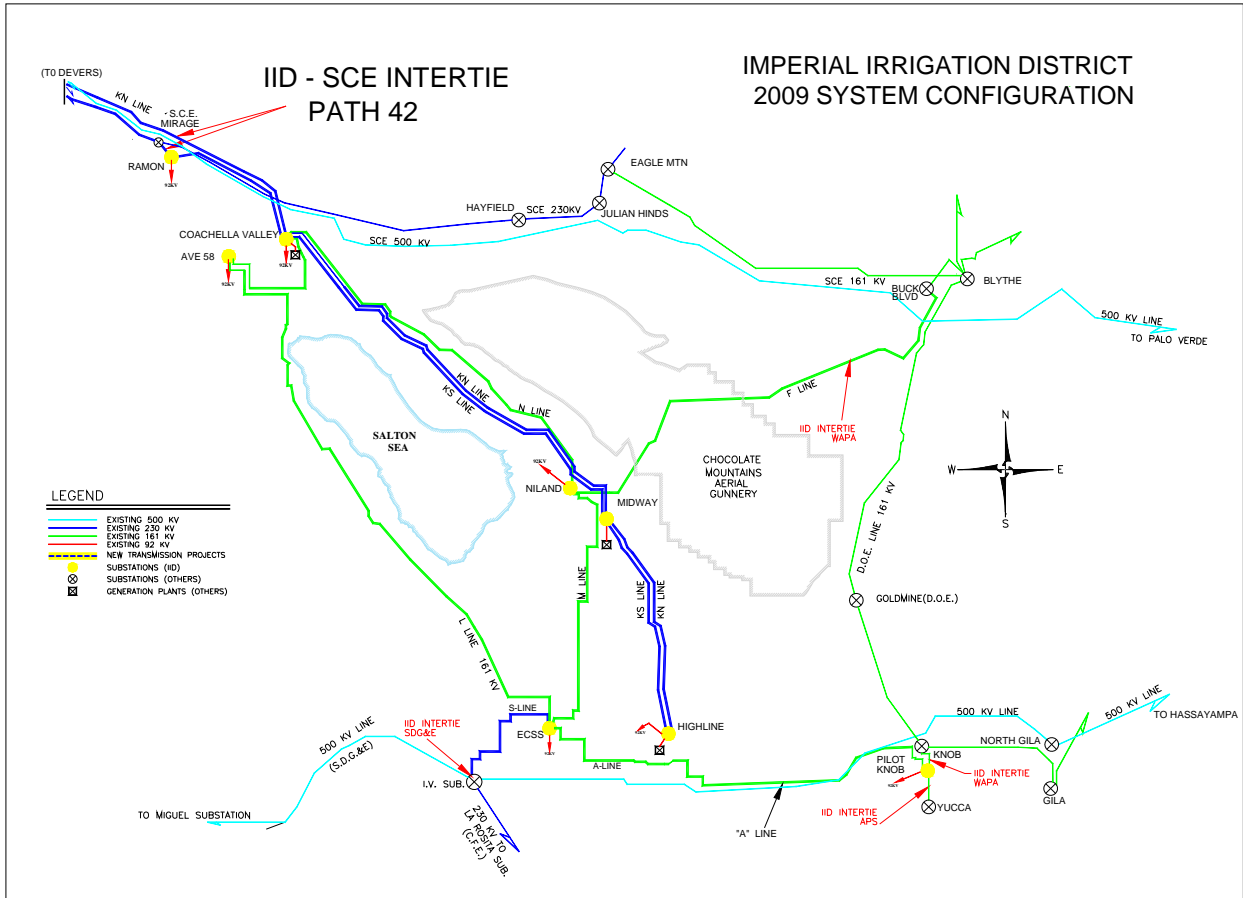 IMPERIAL IRRIGATION DISTRICT
2009 SYSTEM CONFIGURATION
IID - SCE INTERTIE
PATH 42
(T0 DEVERS)
KN LINE
S.C.E.
MIRAGE
RAMON
92KV
COACHELLA VALLEY
92KV
AVE 58
92KV
EAGLE MTN
HAYFIELD
SCE 230KV
JULIAN HINDS
SCE 500 KV
SCE 161 KV
BUCK
BLVD
BLYTHE
500 KV LINE
TO PALO VERDE
KN LINE
KS LINE
N LINE
F LINE
IID INTERTIE
WAPA
SALTON
SEA
CHOCOLATE
MOUNTAINS
AERIAL
GUNNERY
92KV
NILAND
MIDWAY
N
W
E
S
D.O.E. LINE 161 KV
GOLDMINE(D.O.E.)
LEGEND
EXISTING 500 KV
EXISTING 230 KV
EXISTING 161 KV
EXISTING 92 KV
NEW TRANSMISSION PROJECTS
SUBSTATIONS (IID)
SUBSTATIONS (OTHERS)
GENERATION PLANTS (OTHERS)
M LINE
KS LINE
KN LINE
L LINE 161 KV
S-LINE
ECSS
92KV
A-LINE
HIGHLINE
92KV
IID INTERTIE
SDG&E
500 KV LINE
(S.D.G.&E)
I.V. SUB.
TO MIGUEL SUBSTATION
230 KV TO
LA ROSITA SUB.
(C.F.E.)
"A" LINE
500 KV LINE
500 KV LINE
TO HASSAYAMPA
NORTH GILA
KNOB
PILOT
KNOB
92KV
IID INTERTIE
WAPA
GILA
IID INTERTIE
APS
YUCCA